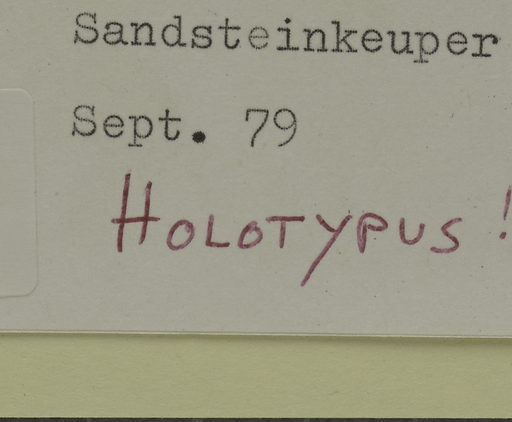 Sandsteinkeuper
Sept. 79
HOLOTYPUS!